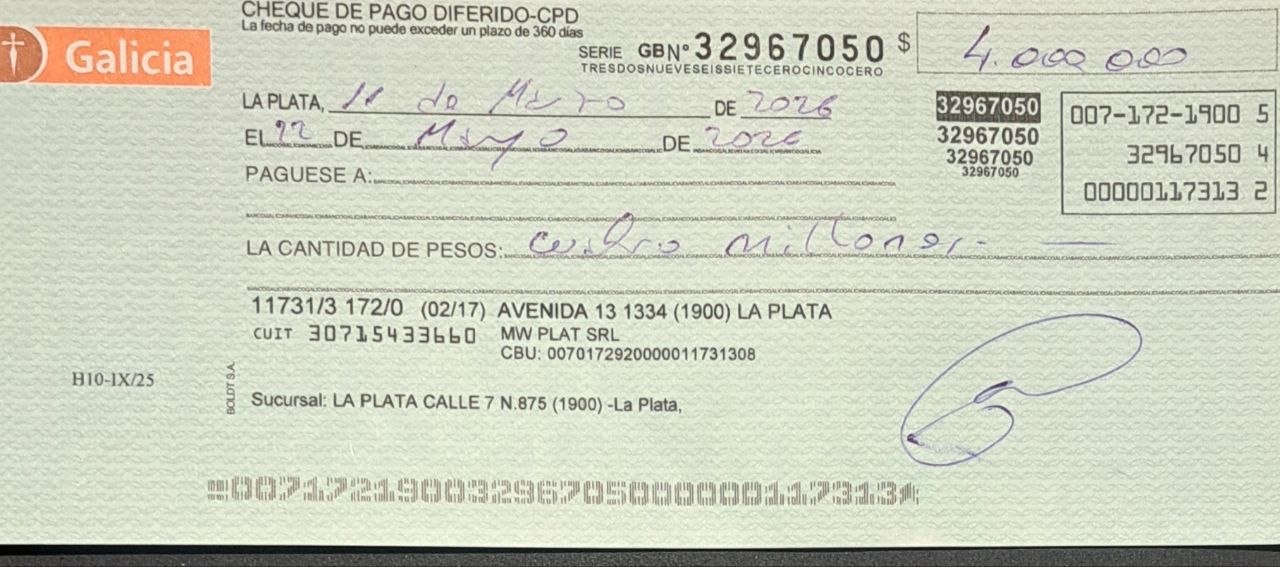 CHEQUE DE PAGO DIFERIDO-CPD
La fecha de pago no puede exceder un plazo de 360 días
Galicia
SERIE GB Nº 32967050 $ 4.000 000
TRESDOSNUEVESEISSIETECEROCINCOCERO
LA PLATA, 11 de Marzo DE 2026
EL 22 DE Mayo DE 2026
PAGUESE A:
32967050
32967050
32967050
32967050
007-172-1900 5
32967050 4
00000117313 2
LA CANTIDAD DE PESOS: cuatro millones.-
11731/3 172/0 (02/17) AVENIDA 13 1334 (1900) LA PLATA
CUIT 30715433660 MW PLAT SRL
CBU: 0070172920000011731308
H10-IX/25
BOLDT S.A.
Sucursal: LA PLATA CALLE 7 N.875 (1900) -La Plata,
00717219003296705000000117313